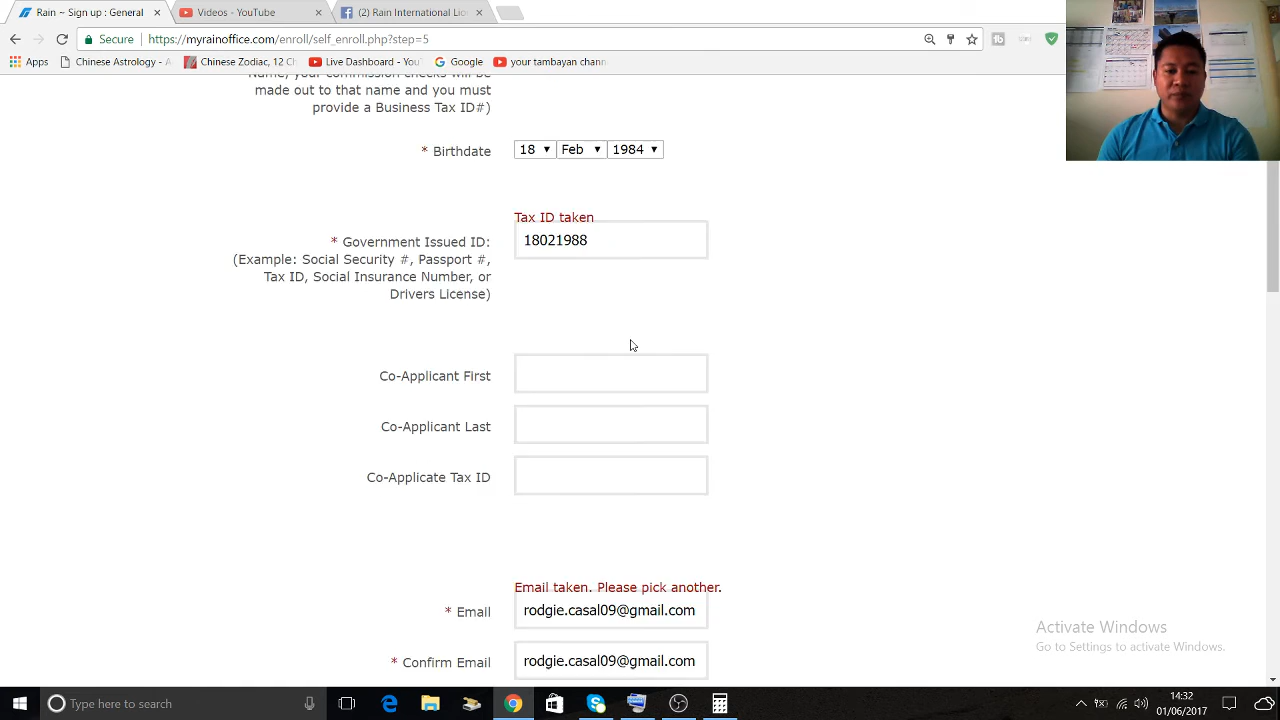 Rain ~ Sign up : General
Videos - YouTube
(2) Rain International Lio
Secure
https://myrainoffice.com/enroll/self_enroll.php?ste
Apps
Chinese Astrology -
Chinese Zodiac, 12 Ch
Live Dashboard - You
Google
your tambayan chann
Name, your commission checks will be
made out to that name and you must
provide a Business Tax ID#)
* Birthdate
18
Feb
1984
Tax ID taken
* Government Issued ID:
18021988
(Example: Social Security #, Passport #,
Tax ID, Social Insurance Number, or
Drivers License)
Co-Applicant First
Co-Applicant Last
Co-Applicate Tax ID
Email taken. Please pick another.
* Email
rodgie.casal09@gmail.com
* Confirm Email
rodgie.casal09@gmail.com
Activate Windows
Go to Settings to activate Windows.
Type here to search
14:32
01/06/2017